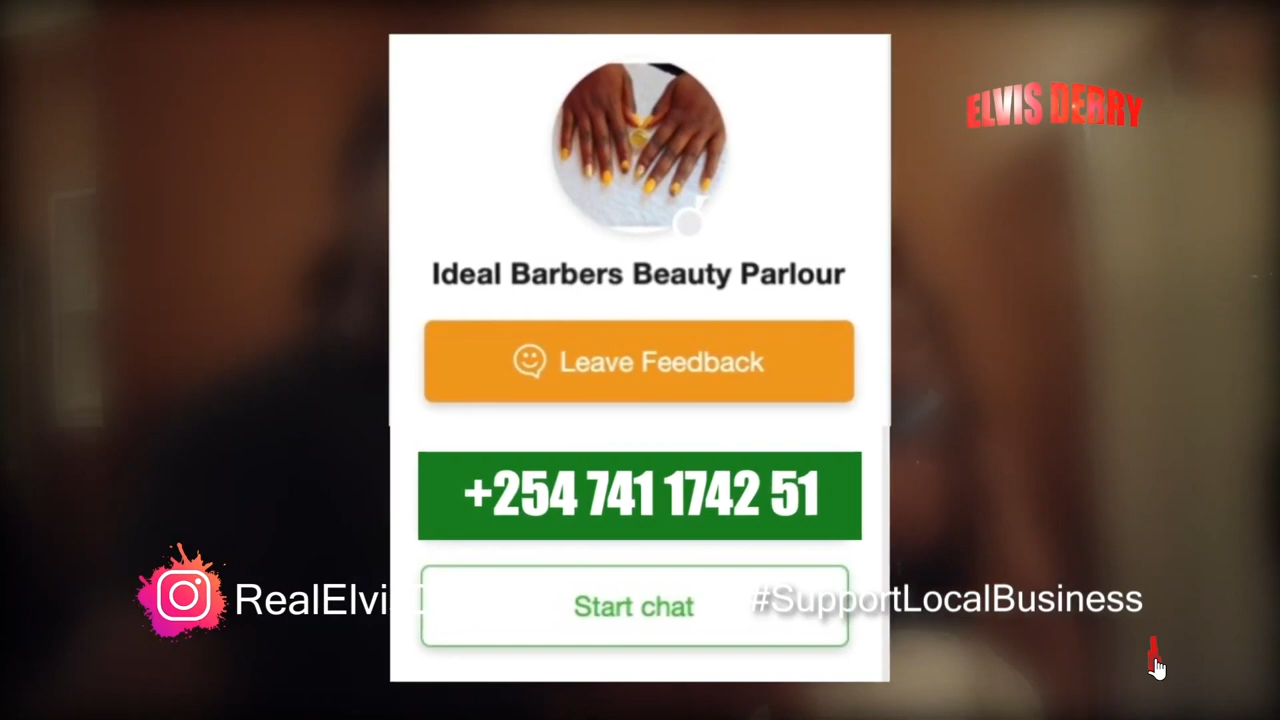 ELVIS DERRY
Ideal Barbers Beauty Parlour
Leave Feedback
+254 741 1742 51
RealElvi
Start chat
#SupportLocalBusiness